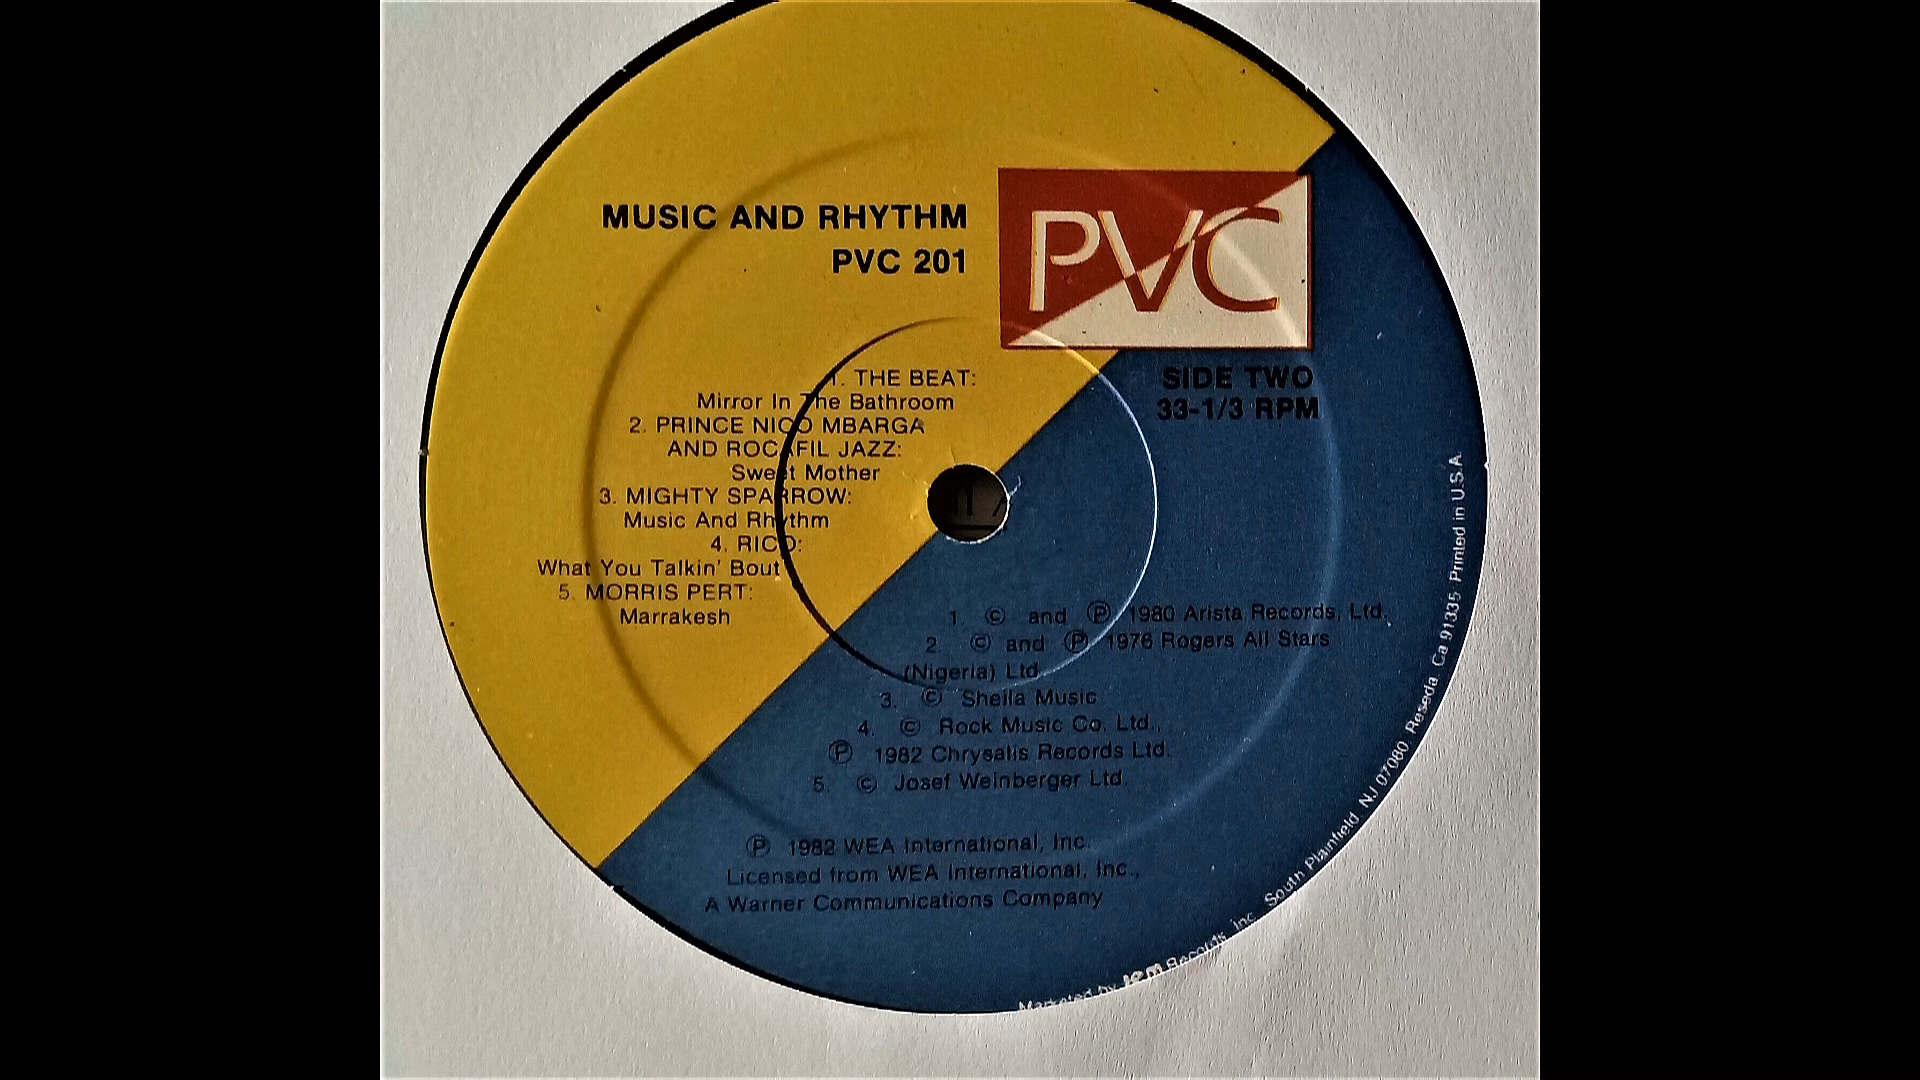 MUSIC AND RHYTHM
PVC 201
PVC
SIDE TWO
33-1/3 RPM
1. THE BEAT:
Mirror In The Bathroom
2. PRINCE NICO MBARGA
AND ROCAFIL JAZZ:
Sweet Mother
3. MIGHTY SPARROW:
Music And Rhythm
4. RICO:
What You Talkin' Bout
5. MORRIS PERT:
Marrakesh
1. © and ℗ 1980 Arista Records, Ltd.
2. © and ℗ 1976 Rogers All Stars
(Nigeria) Ltd
3. © Sheila Music
4. © Rock Music Co. Ltd.,
℗ 1982 Chrysalis Records Ltd.
5. © Josef Weinberger Ltd.
℗ 1982 WEA International, Inc.
Licensed from WEA International, Inc.,
A Warner Communications Company
Marketed by Jem Records, Inc. South Plainfield, NJ 07080 Reseda, Ca 91335 Printed in U.S.A.